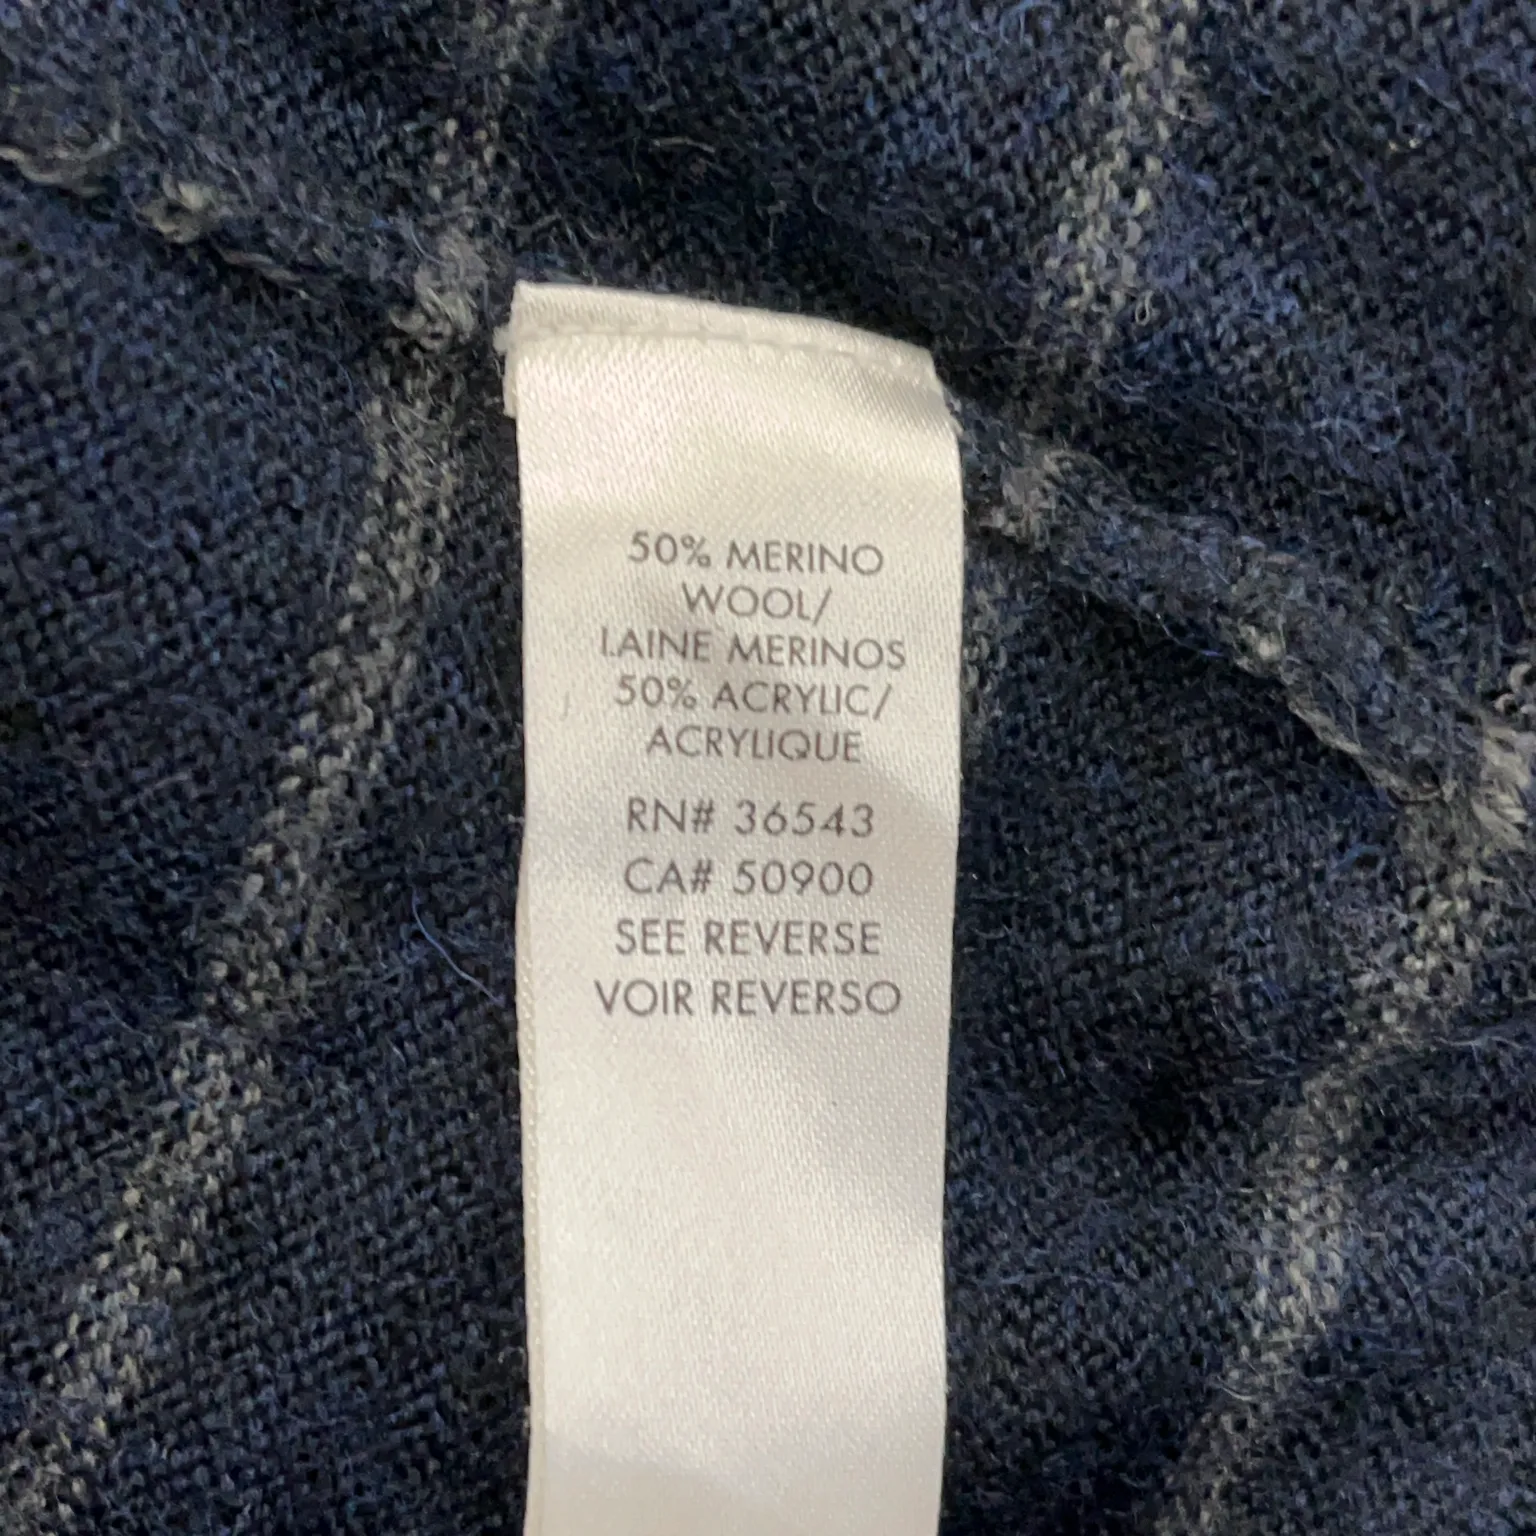 50% MERINO
WOOL/
LAINE MERINOS
50% ACRYLIC/
ACRYLIQUE
RN# 36543
CA# 50900
SEE REVERSE
VOIR REVERSO